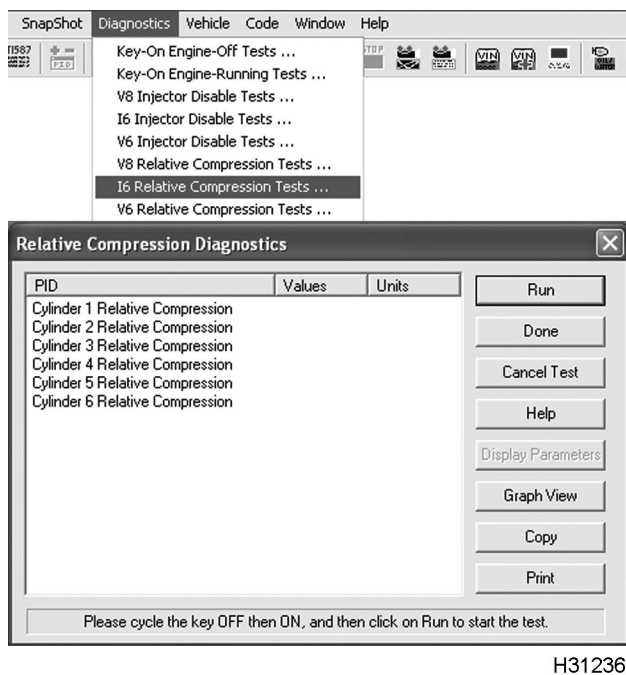 SnapShot Diagnostics Vehicle Code Window Help
1587 PID STOP VIN VIN
Key-On Engine-Off Tests ...
Key-On Engine-Running Tests ...
V8 Injector Disable Tests ...
I6 Injector Disable Tests ...
V6 Injector Disable Tests ...
V8 Relative Compression Tests ...
I6 Relative Compression Tests ...
V6 Relative Compression Tests ...
Relative Compression Diagnostics
PID Values Units
Cylinder 1 Relative Compression
Cylinder 2 Relative Compression
Cylinder 3 Relative Compression
Cylinder 4 Relative Compression
Cylinder 5 Relative Compression
Cylinder 6 Relative Compression
Run
Done
Cancel Test
Help
Display Parameters
Graph View
Copy
Print
Please cycle the key OFF then ON, and then click on Run to start the test.
H31236